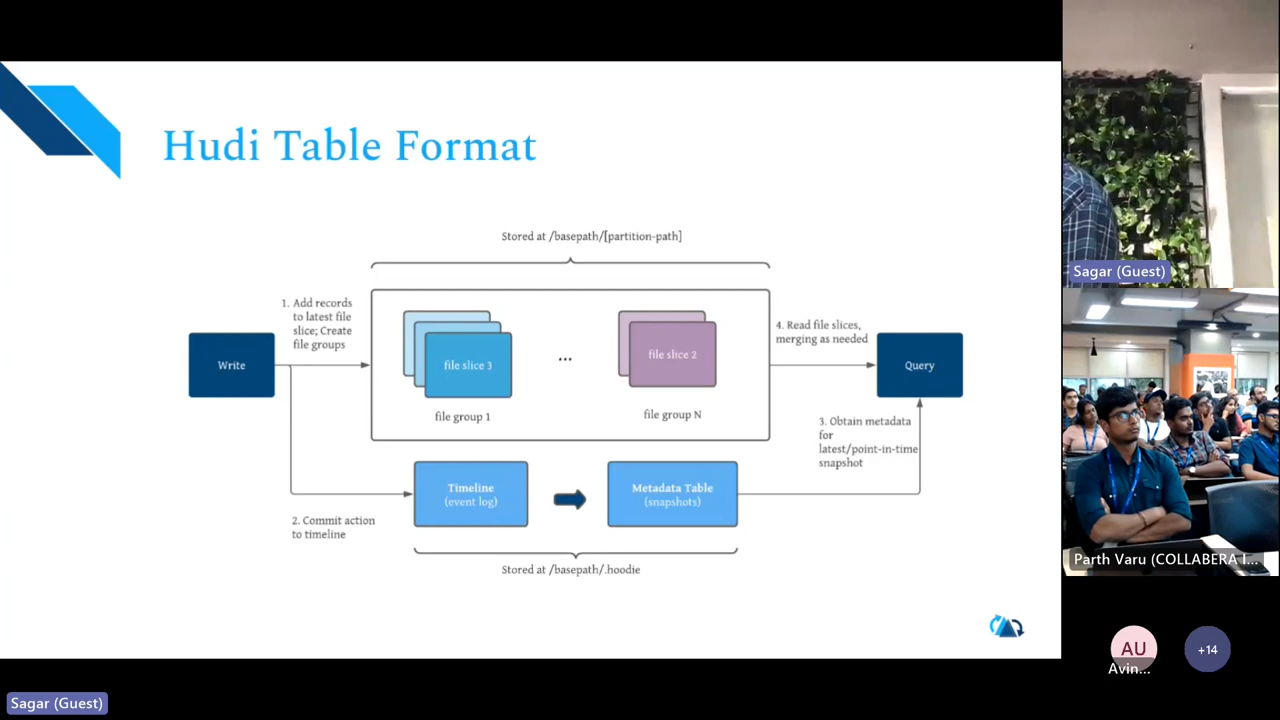 Hudi Table Format
Stored at /basepath/[partition-path]
1. Add records
to latest file
slice; Create
file groups
Write
file slice 3
...
file slice 2
file group 1
file group N
4. Read file slices,
merging as needed
Query
3. Obtain metadata
for
latest/point-in-time
snapshot
Timeline
(event log)
Metadata Table
(snapshots)
2. Commit action
to timeline
Stored at /basepath/.hoodie
Sagar (Guest)
Sagar (Guest)
Parth Varu (COLLABERA I...
AU
Avin...
+14